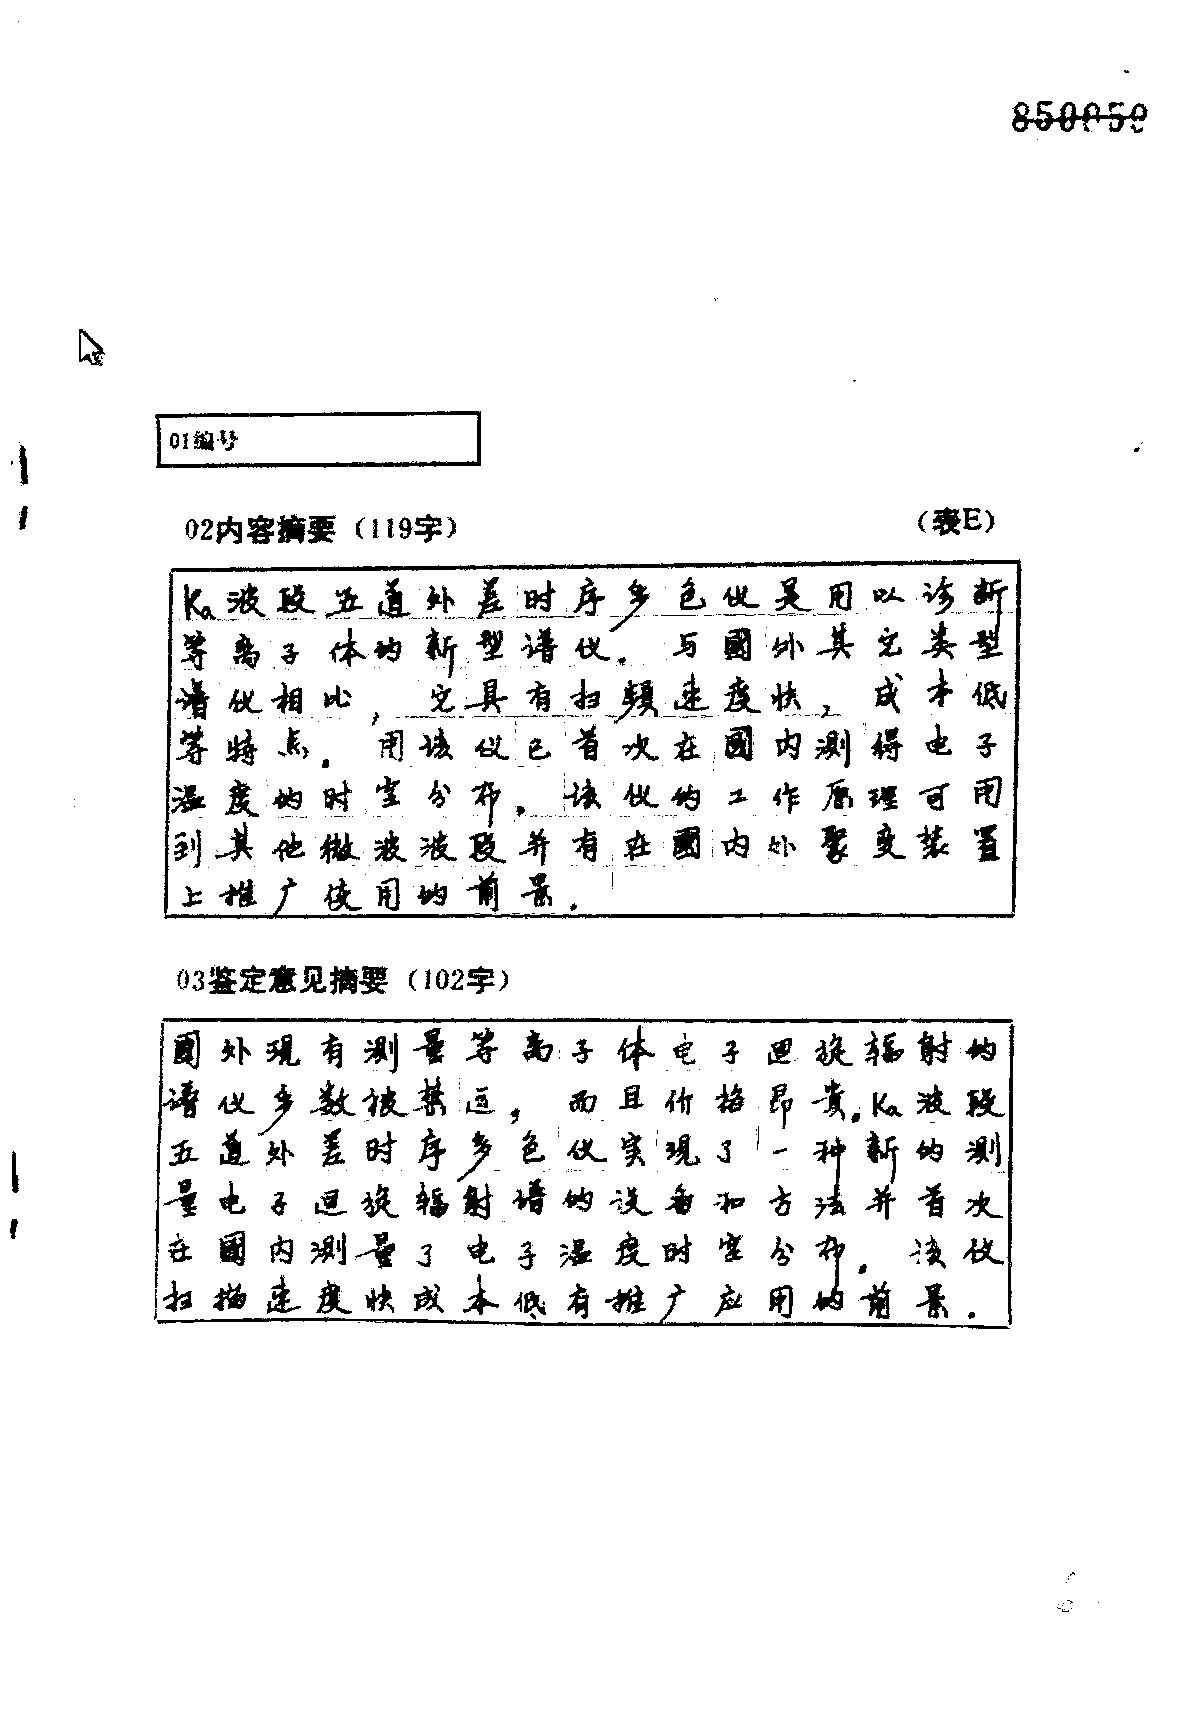 850050
01编号
02内容摘要（119字）
（表E）
Ka波段五道外差时序多色仪是用以诊断
等离子体的新型谱仪。与國外其它类型
谱仪相比，它具有扫频速度快，成本低
等特点。用该仪已首次在國内测得电子
温度的时空分布。该仪的工作原理可用
到其他微波波段并有在國内外聚变装置
上推广使用的前景。
03鉴定意见摘要（102字）
國外现有测量等离子体电子迴旋辐射的
谱仪多数被禁运，而且价格昂贵。Ka波段
五道外差时序多色仪实现了一种新的测
量电子迴旋辐射谱的设备和方法并首次
在國内测量了电子温度时空分布。该仪
扫描速度快成本低有推广应用的前景。